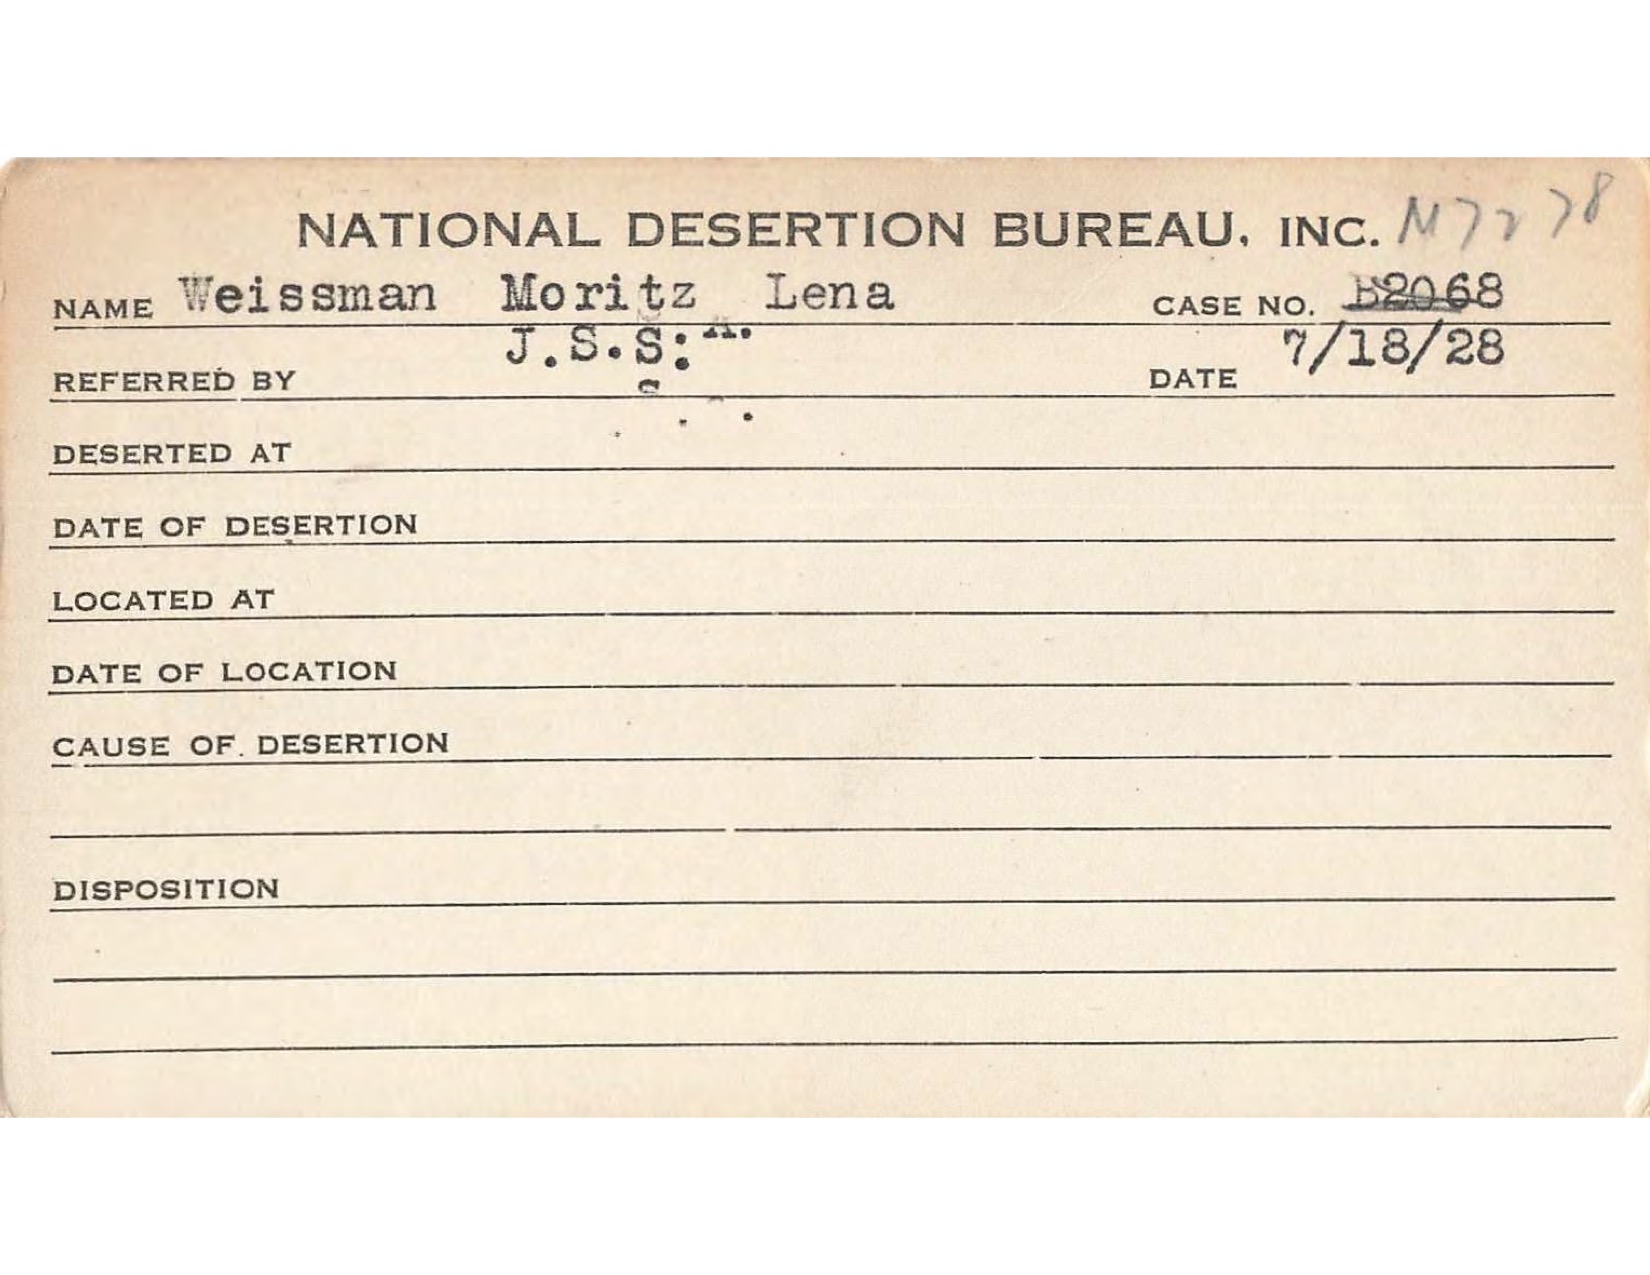 NATIONAL DESERTION BUREAU, INC. M7278
NAME Weissman Moritz Lena CASE NO. B2068
REFERRED BY J.S.S. DATE 7/18/28
DESERTED AT
DATE OF DESERTION
LOCATED AT
DATE OF LOCATION
CAUSE OF DESERTION
DISPOSITION